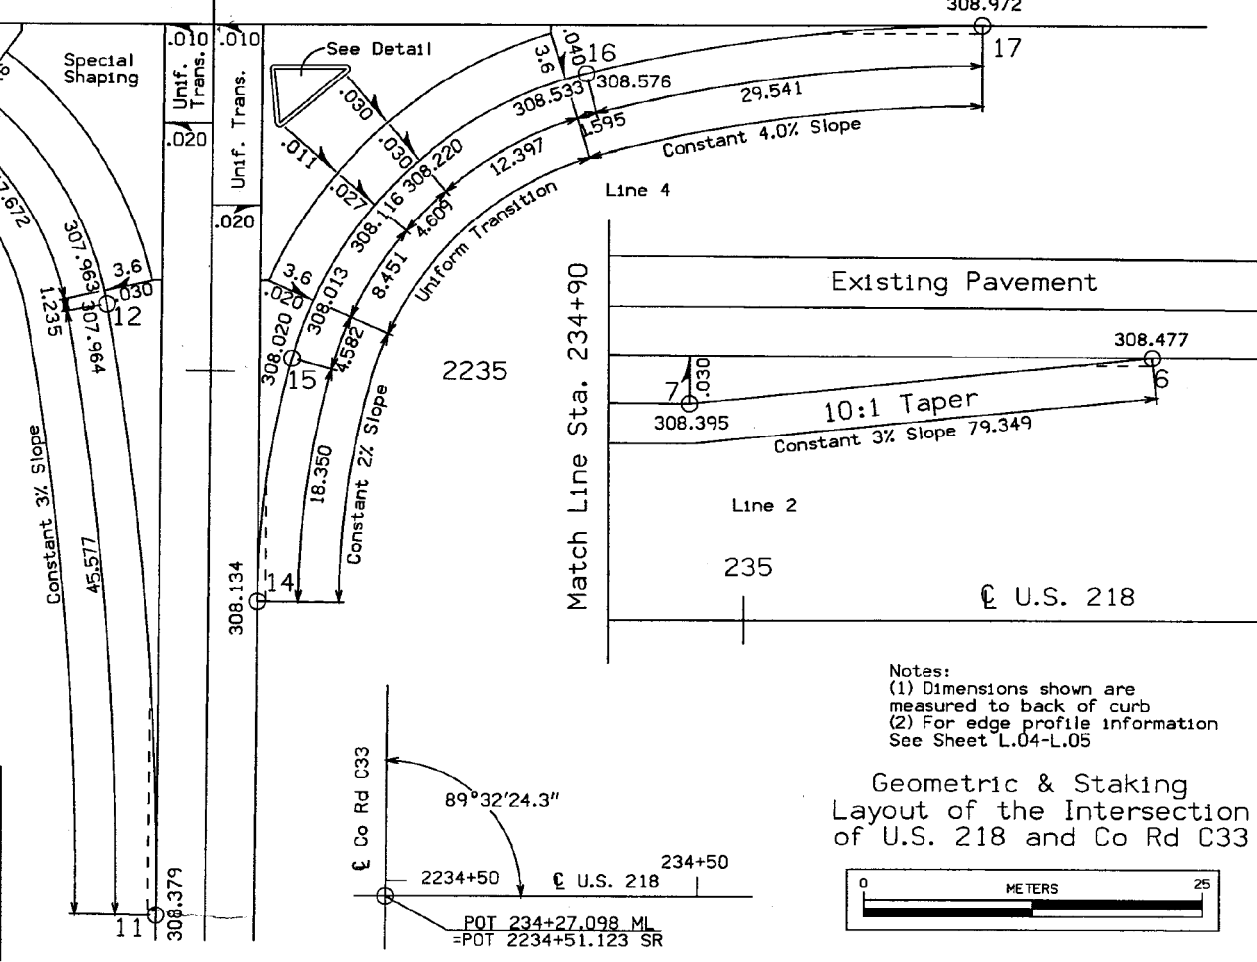 308.972
17
.010
.010
Special
Shaping
Unif.
Trans.
Unif. Trans.
.020
.020
See Detail
.030
.011
.030
.027
3.6
.040
16
308.533
308.576
29.541
1.595
Constant 4.0% Slope
12.397
308.220
308.116
4.609
Uniform Transition
8.451
308.013
3.6
.020
308.020
15
4.582
18.350
Constant 2% Slope
14
308.134
2235
7.672
307.963
3.6
.030
12
1.235
307.964
Constant 3% Slope
45.577
11
308.379
Line 4
Match Line Sta. 234+90
Existing Pavement
308.477
6
7
.030
308.395
10:1 Taper
Constant 3% Slope 79.349
Line 2
235
℄ U.S. 218
Notes:
(1) Dimensions shown are
measured to back of curb
(2) For edge profile information
See Sheet L.04-L.05
Geometric & Staking
Layout of the Intersection
of U.S. 218 and Co Rd C33
0 METERS 25
℄ Co Rd C33
89°32'24.3"
2234+50
℄ U.S. 218
234+50
POT 234+27.098 ML
=POT 2234+51.123 SR